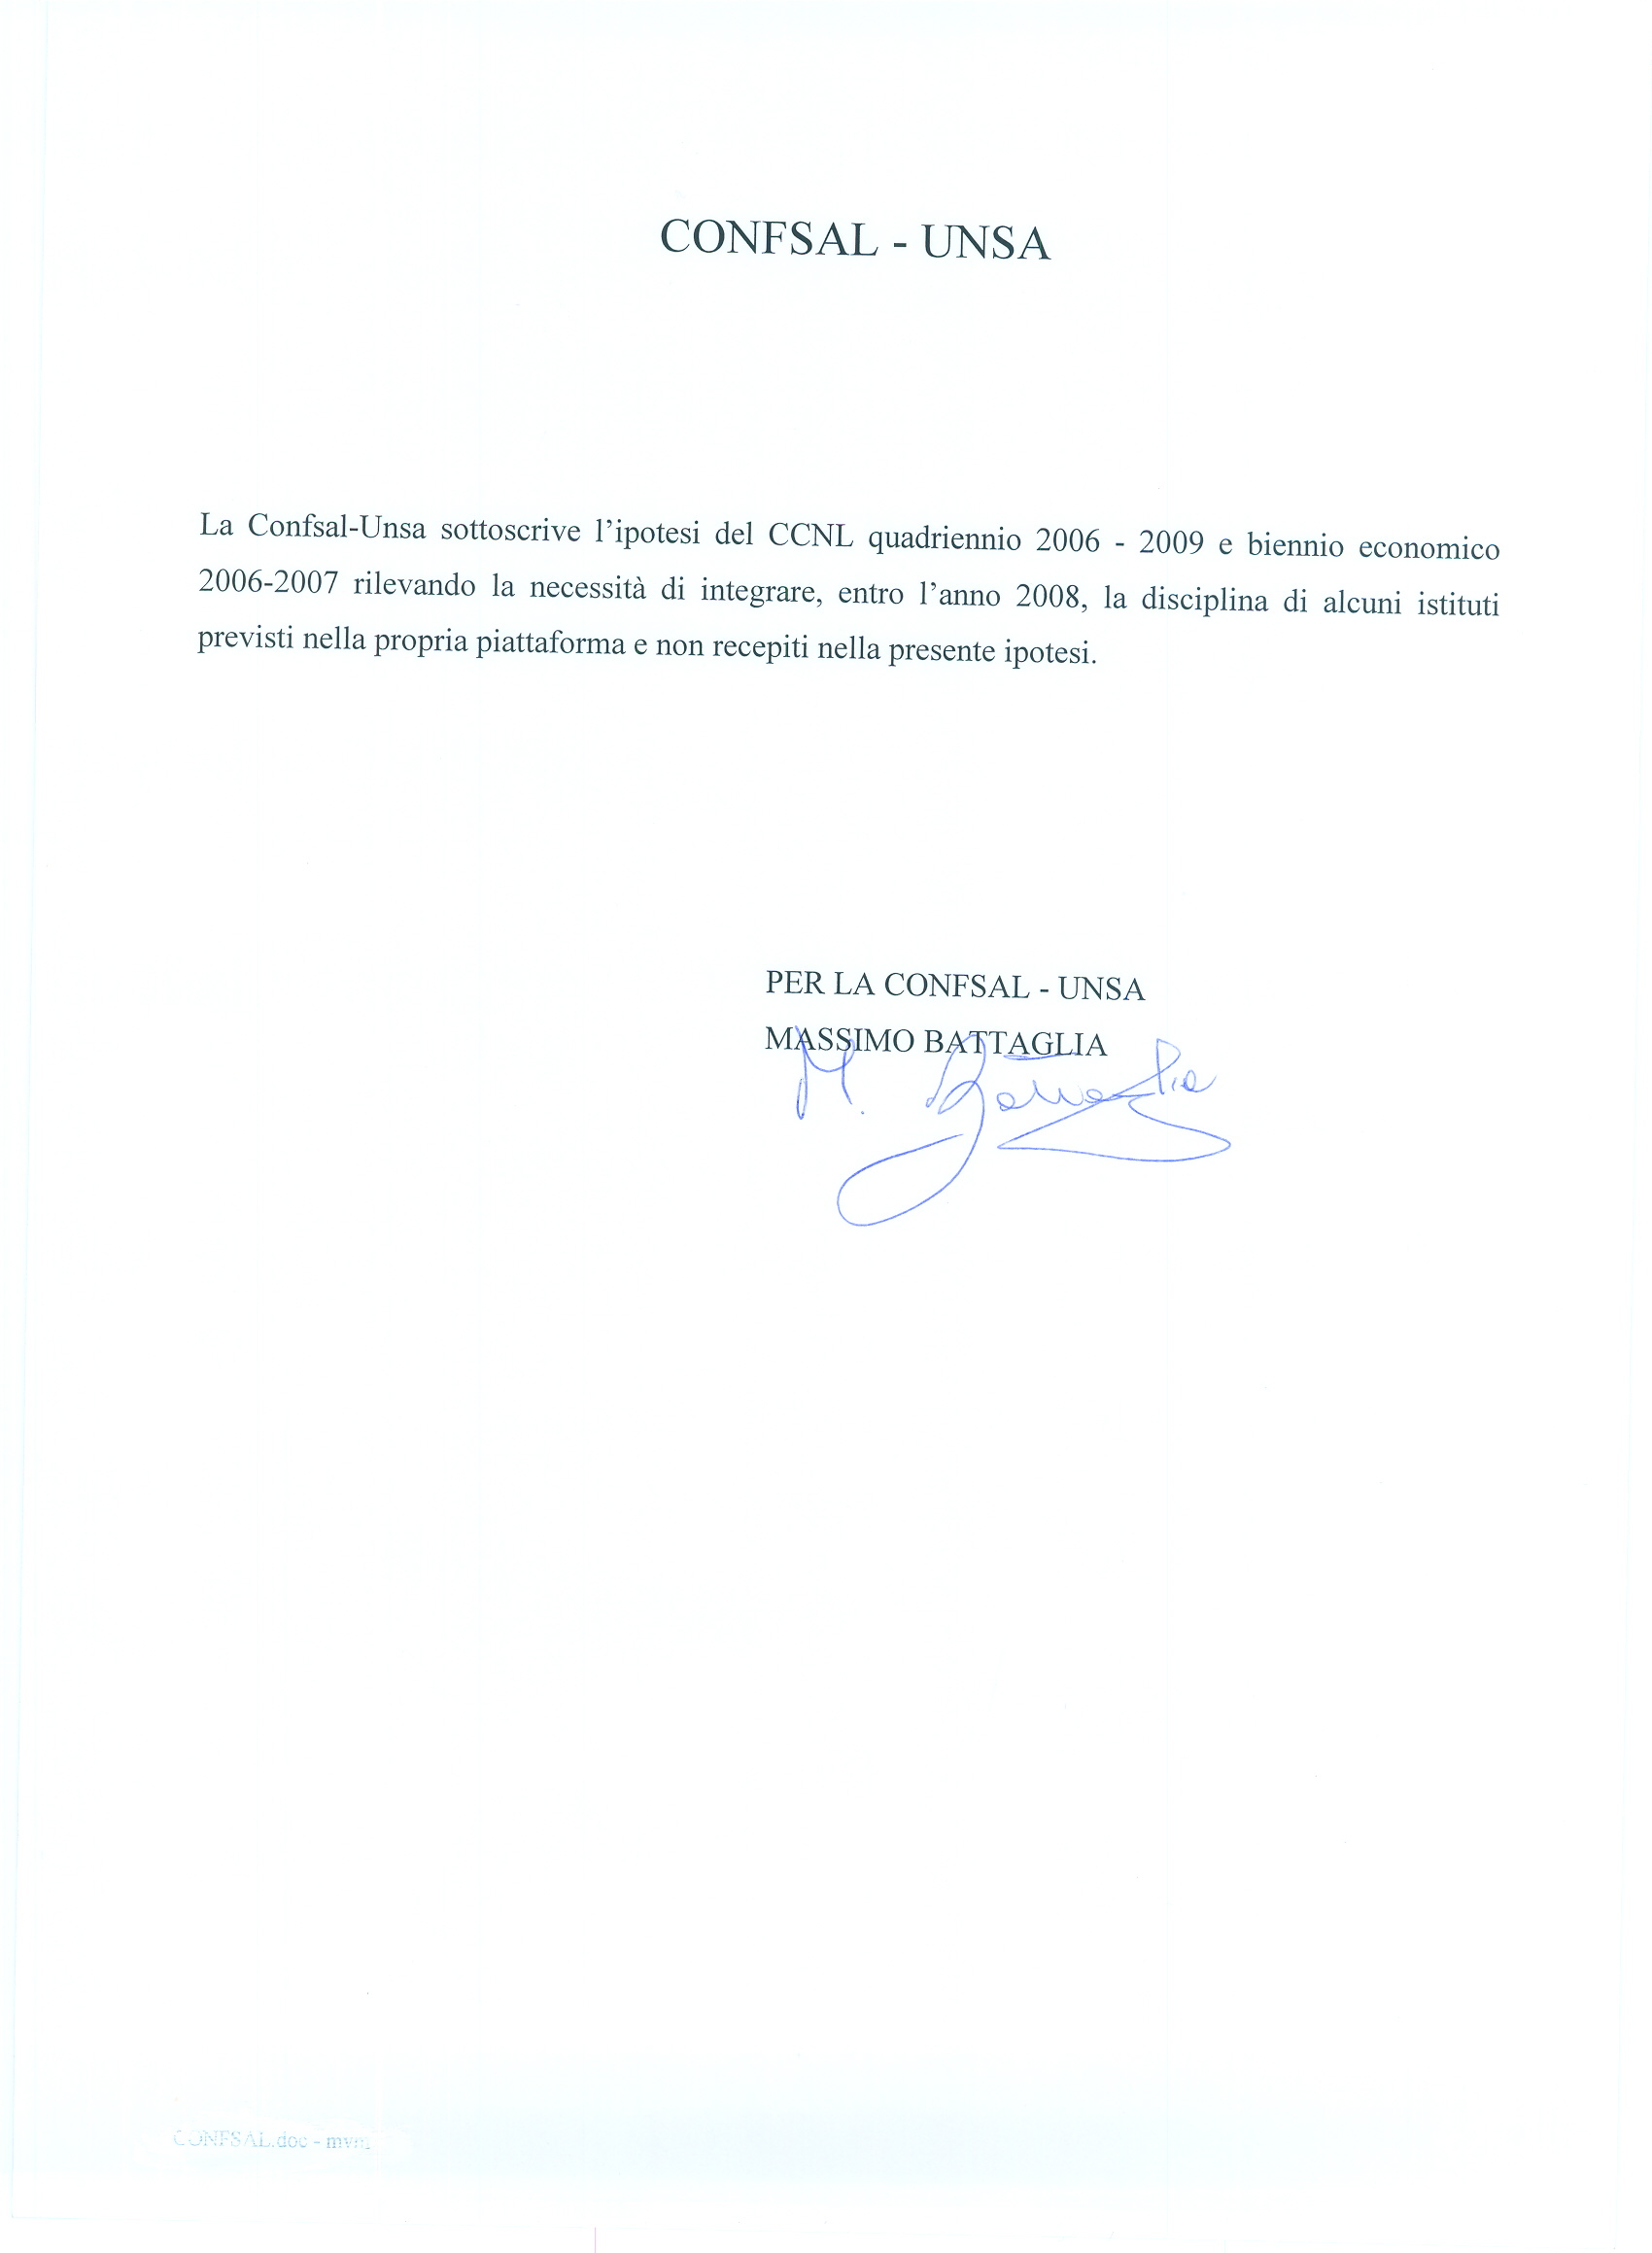 CONFSAL - UNSA
La Confsal-Unsa sottoscrive l’ipotesi del CCNL quadriennio 2006 - 2009 e biennio economico
2006-2007 rilevando la necessità di integrare, entro l’anno 2008, la disciplina di alcuni istituti
previsti nella propria piattaforma e non recepiti nella presente ipotesi.
PER LA CONFSAL - UNSA
MASSIMO BATTAGLIA
M. Battaglia
CONFSAL.doc - mvm